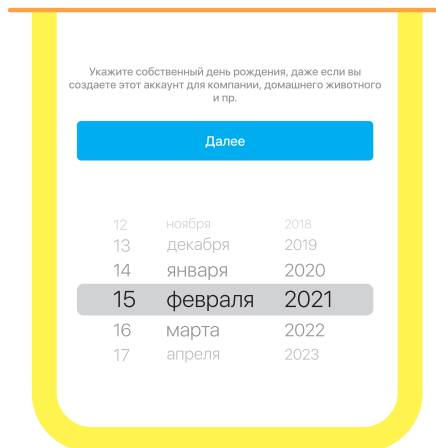 Укажите собственный день рождения, даже если вы
создаете этот аккаунт для компании, домашнего животного
и пр.
Далее
12 ноября 2018
13 декабря 2019
14 января 2020
15 февраля 2021
16 марта 2022
17 апреля 2023